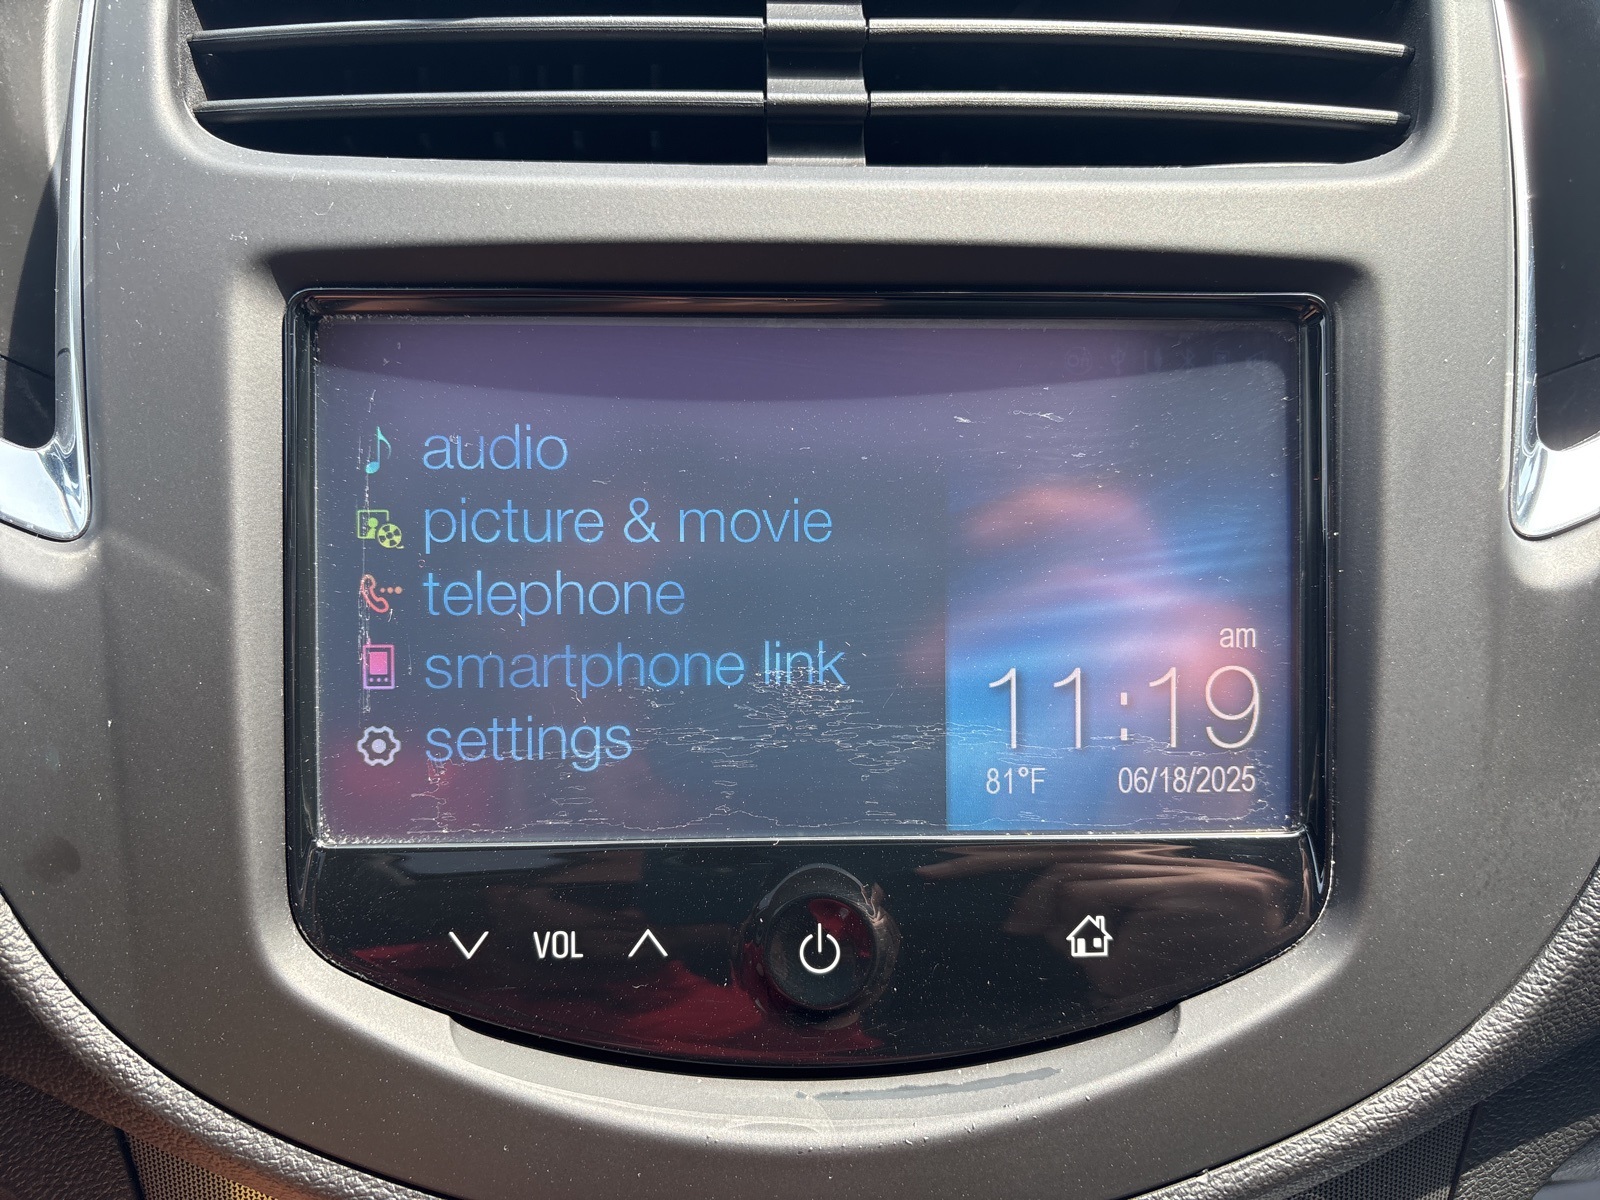 audio
picture & movie
telephone
smartphone link
settings
am
11:19
81°F 06/18/2025
VOL